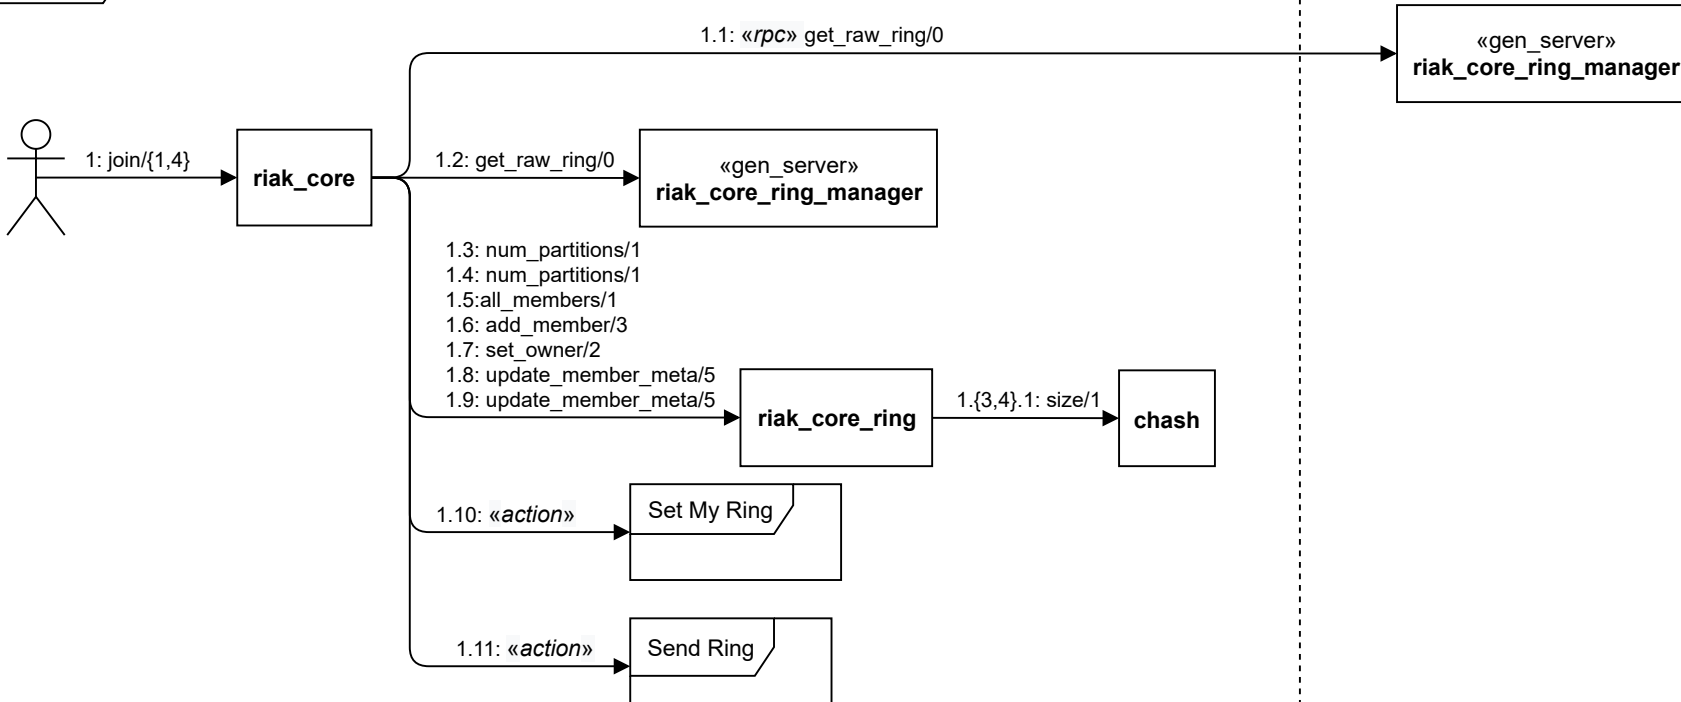 1.1: «rpc» get_raw_ring/0
«gen_server»
riak_core_ring_manager
1: join/{1,4}
riak_core
1.2: get_raw_ring/0
«gen_server»
riak_core_ring_manager
1.3: num_partitions/1
1.4: num_partitions/1
1.5:all_members/1
1.6: add_member/3
1.7: set_owner/2
1.8: update_member_meta/5
1.9: update_member_meta/5
riak_core_ring
1.{3,4}.1: size/1
chash
1.10: «action»
Set My Ring
1.11: «action»
Send Ring